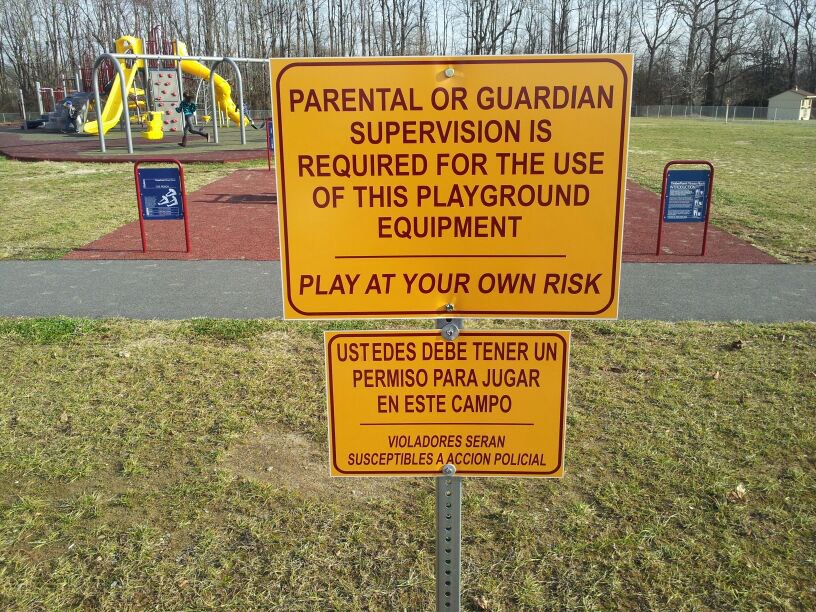 PARENTAL OR GUARDIAN
SUPERVISION IS
REQUIRED FOR THE USE
OF THIS PLAYGROUND
EQUIPMENT
PLAY AT YOUR OWN RISK
USTEDES DEBE TENER UN
PERMISO PARA JUGAR
EN ESTE CAMPO
VIOLADORES SERAN
SUSCEPTIBLES A ACCION POLICIAL
INTRODUCTION